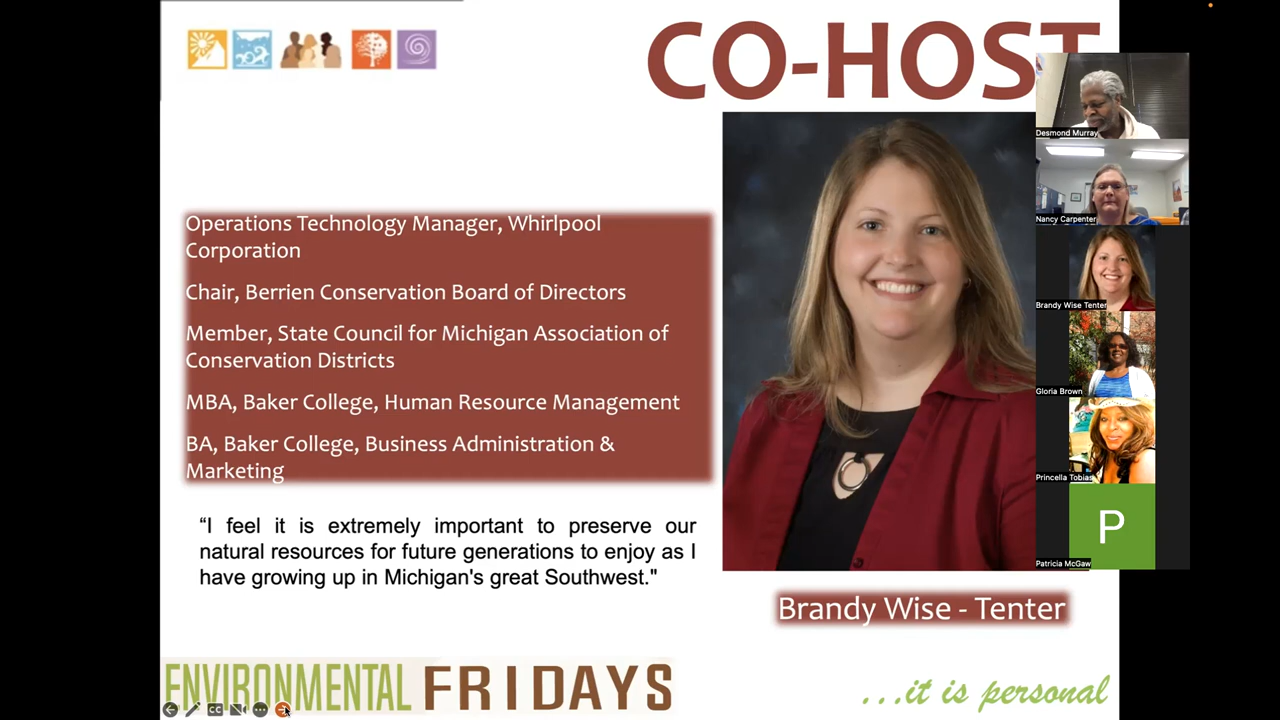 CO-HOST
Operations Technology Manager, Whirlpool
Corporation
Chair, Berrien Conservation Board of Directors
Member, State Council for Michigan Association of
Conservation Districts
MBA, Baker College, Human Resource Management
BA, Baker College, Business Administration &
Marketing
“I feel it is extremely important to preserve our
natural resources for future generations to enjoy as I
have growing up in Michigan's great Southwest."
Brandy Wise - Tenter
ENVIRONMENTAL FRIDAYS
...it is personal
CC
Desmond Murray
Nancy Carpenter
Brandy Wise Tenter
Gloria Brown
Princella Tobias
P
Patricia McGaw